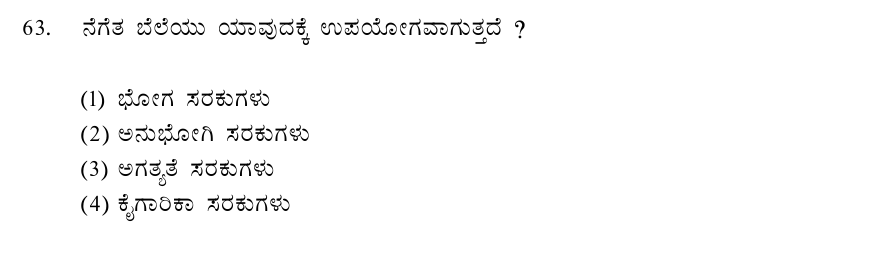 63. ನೆಗೆತ ಬೆಲೆಯು ಯಾವುದಕ್ಕೆ ಉಪಯೋಗವಾಗುತ್ತದೆ ?
(1) ಭೋಗ ಸರಕುಗಳು
(2) ಅನುಭೋಗಿ ಸರಕುಗಳು
(3) ಅಗತ್ಯತೆ ಸರಕುಗಳು
(4) ಕೈಗಾರಿಕಾ ಸರಕುಗಳು